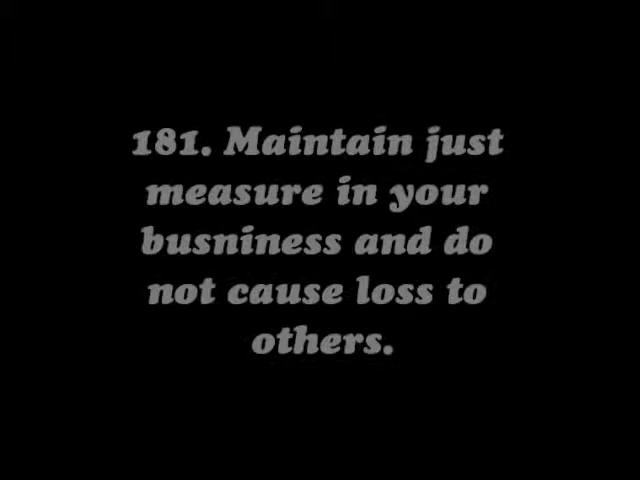 181. Maintain just
measure in your
busniness and do
not cause loss to
others.